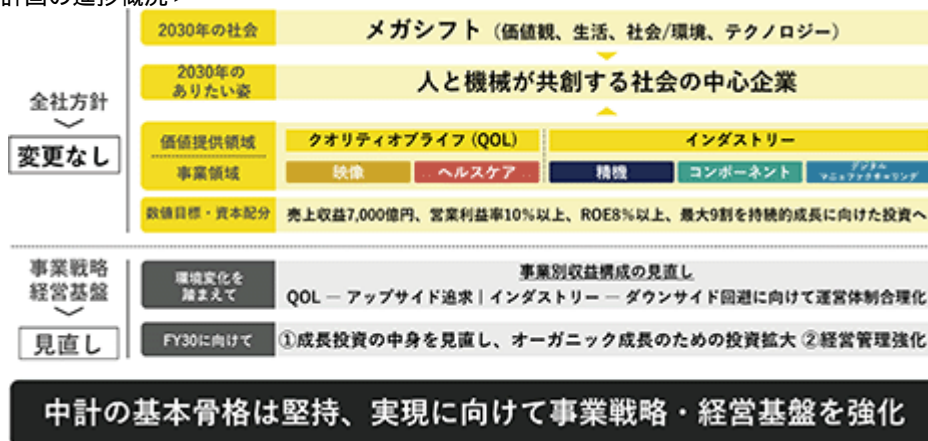 計画の進捗概況
2030年の社会
メガシフト（価値観、生活、社会/環境、テクノロジー）
2030年の
ありたい姿
人と機械が共創する社会の中心企業
全社方針
変更なし
価値提供領域
クオリティオブライフ (QOL)
インダストリー
事業領域
映像
ヘルスケア
精機
コンポーネント
デジタル
マニュファクチャリング
数値目標・資本配分
売上収益7,000億円、営業利益率10%以上、ROE8%以上、最大9割を持続的成長に向けた投資へ
事業戦略
経営基盤
見直し
環境変化を
踏まえて
事業別収益構成の見直し
QOL ― アップサイド追求 | インダストリー ― ダウンサイド回避に向けて運営体制合理化
FY30に向けて
①成長投資の中身を見直し、オーガニック成長のための投資拡大 ②経営管理強化
中計の基本骨格は堅持、実現に向けて事業戦略・経営基盤を強化